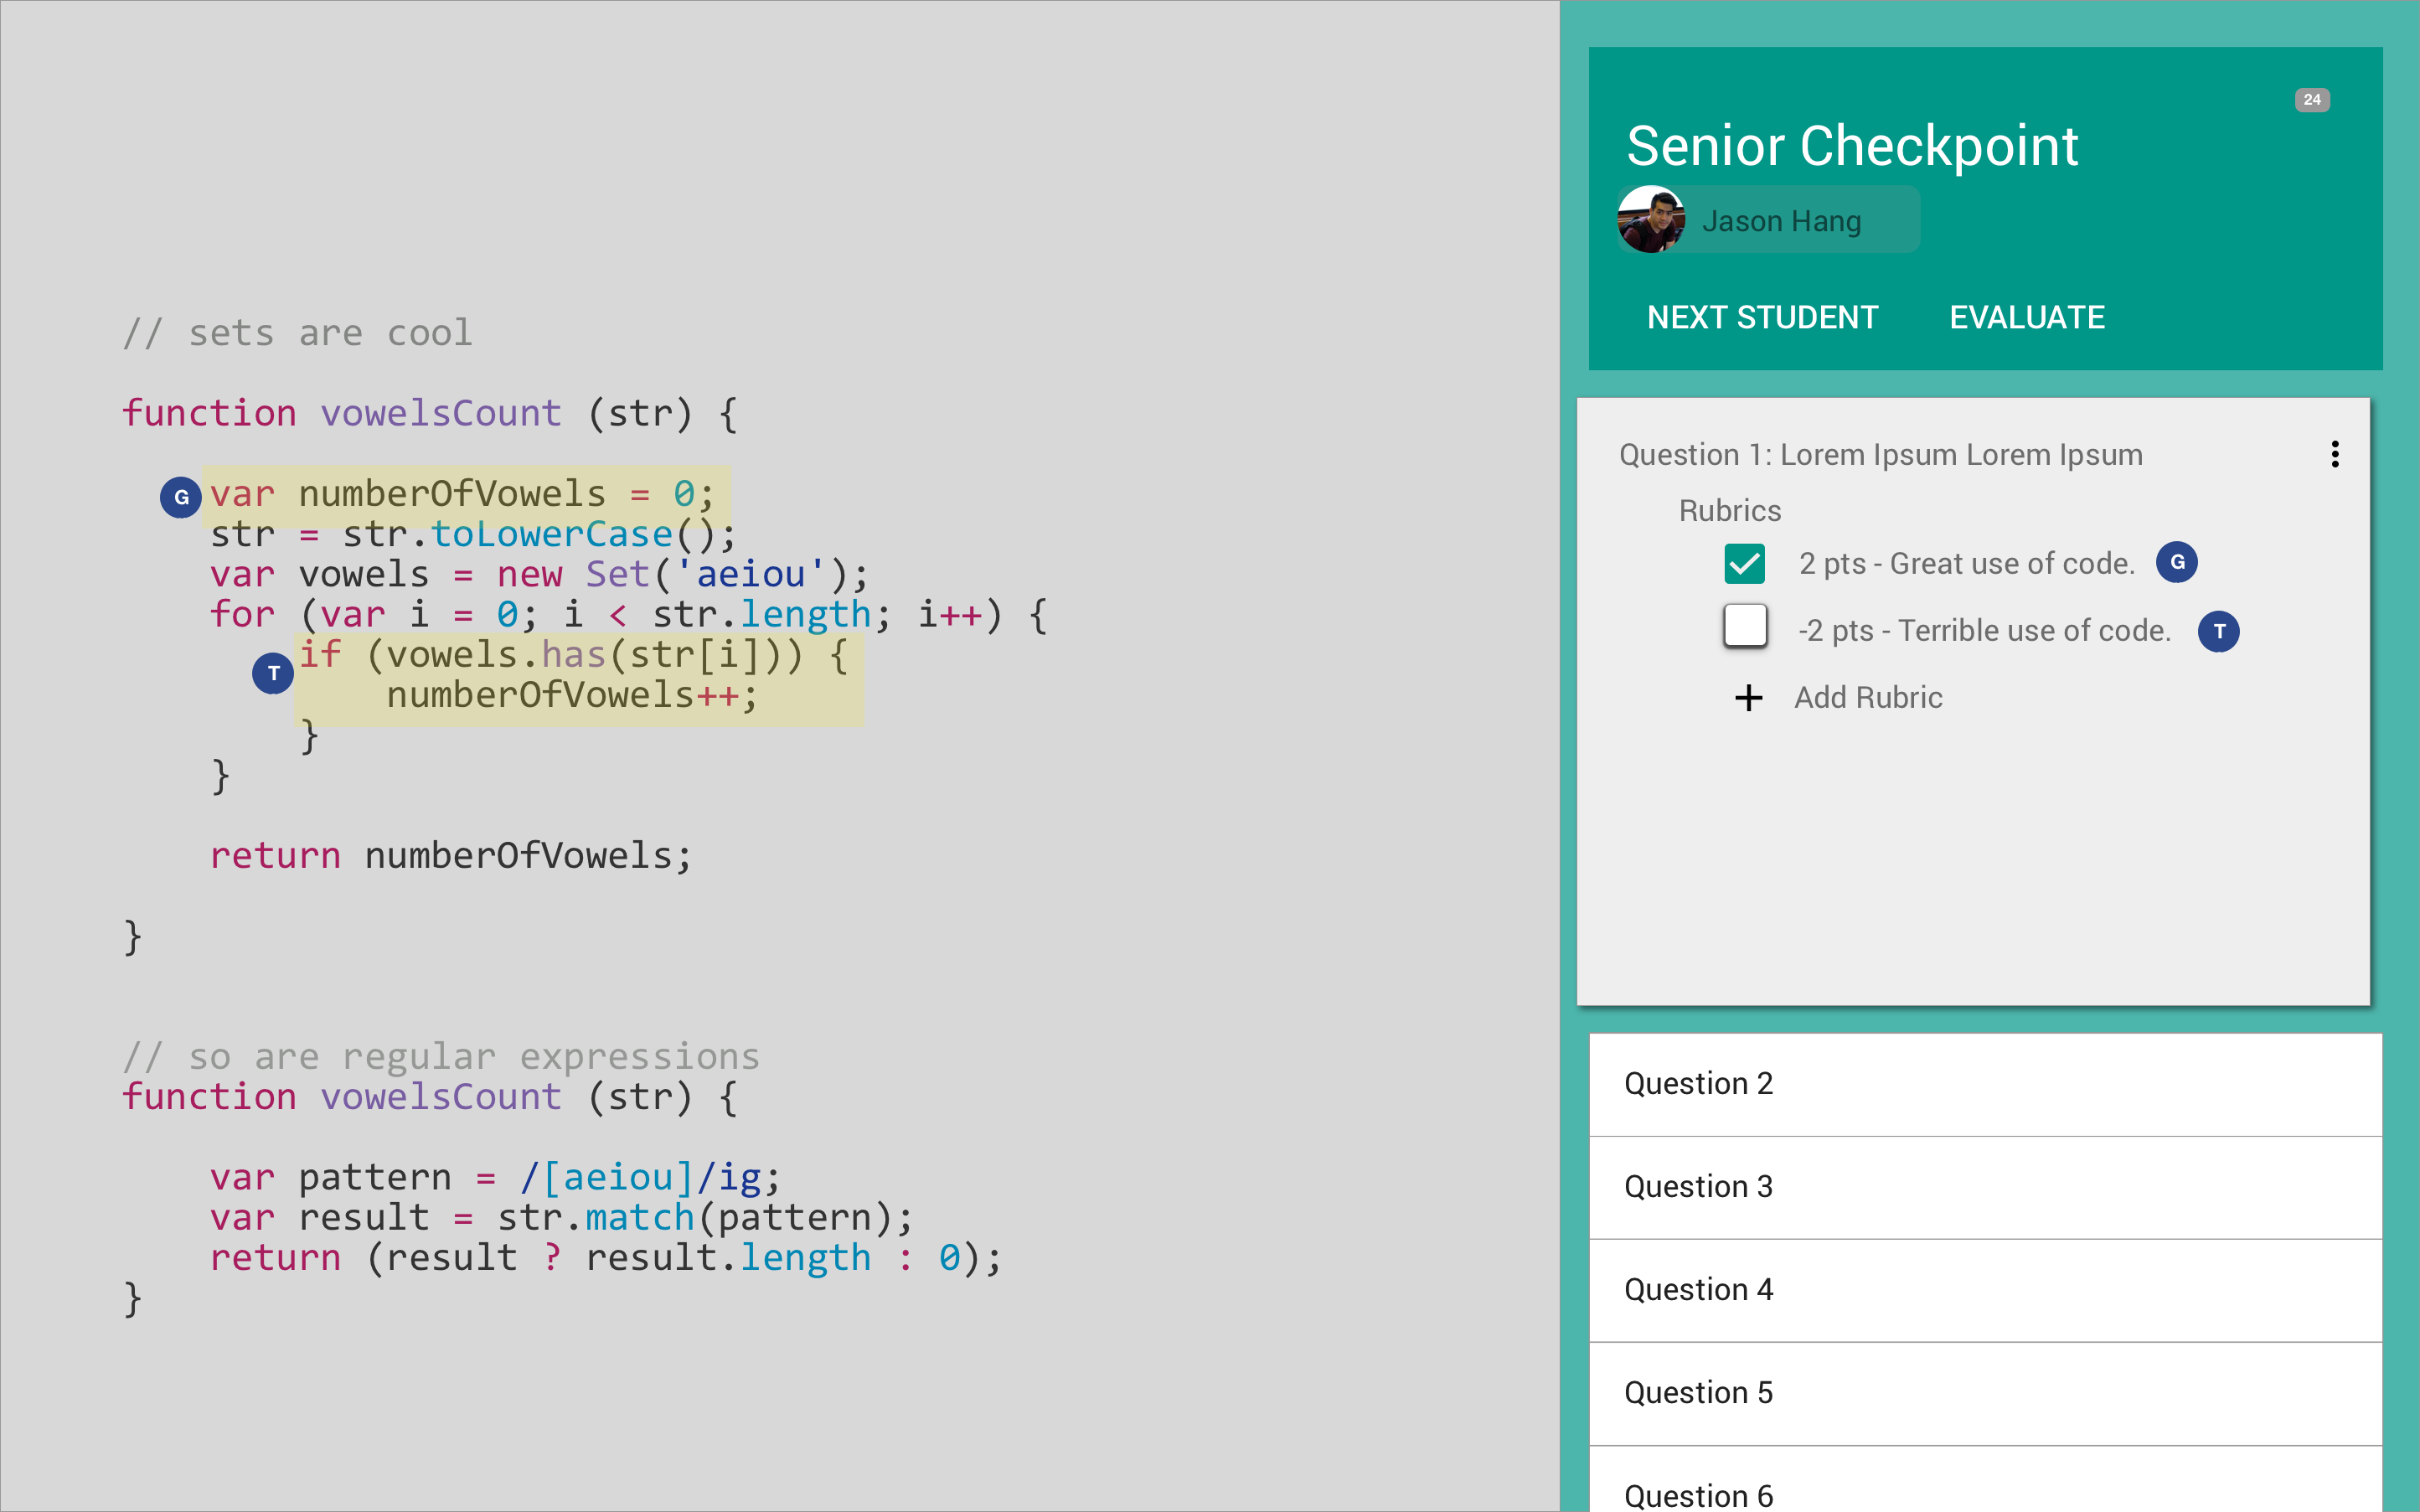 // sets are cool
function vowelsCount (str) {
G var numberOfVowels = 0;
str = str.toLowerCase();
var vowels = new Set('aeiou');
for (var i = 0; i < str.length; i++) {
T if (vowels.has(str[i])) {
numberOfVowels++;
}
}
return numberOfVowels;
}
// so are regular expressions
function vowelsCount (str) {
var pattern = /[aeiou]/ig;
var result = str.match(pattern);
return (result ? result.length : 0);
}
24
Senior Checkpoint
Jason Hang
NEXT STUDENT EVALUATE
Question 1: Lorem Ipsum Lorem Ipsum
Rubrics
2 pts - Great use of code. G
-2 pts - Terrible use of code. T
+ Add Rubric
Question 2
Question 3
Question 4
Question 5
Question 6